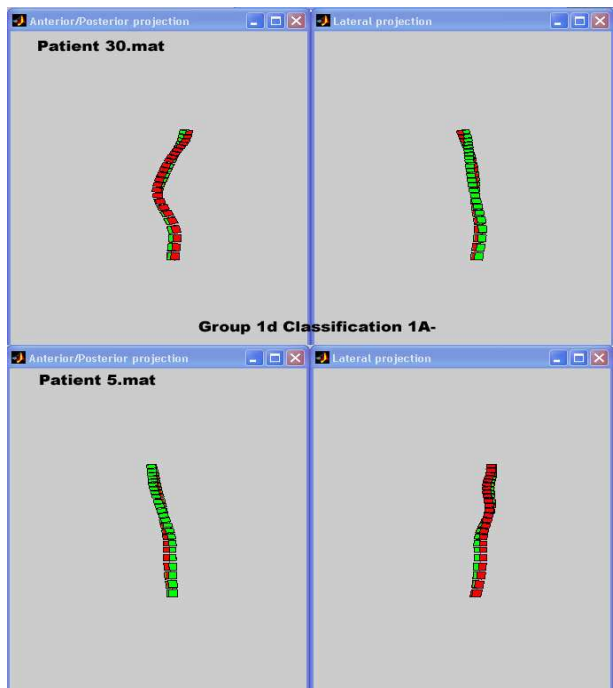 Anterior/Posterior projection
Lateral projection
Patient 30.mat
Group 1d Classification 1A-
Anterior/Posterior projection
Lateral projection
Patient 5.mat